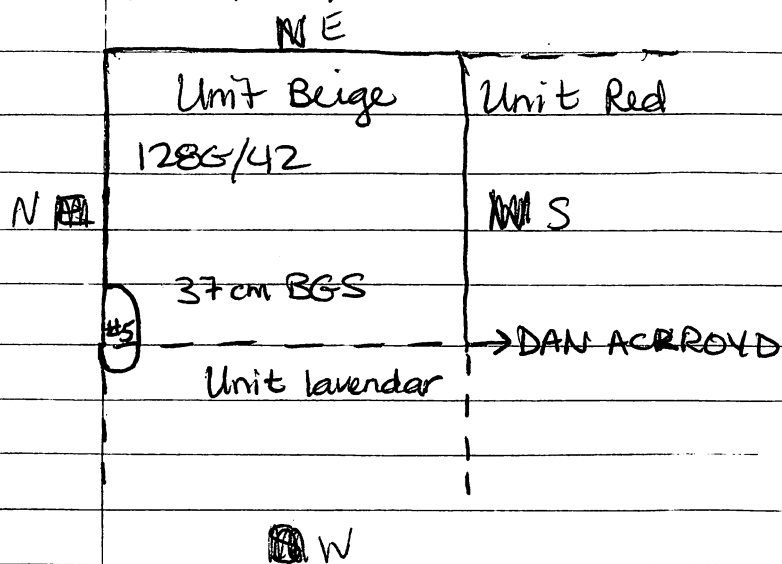 E
Unit Beige Unit Red
128G/42
N S
37 cm BGS
#5
DAN ACKROYD
Unit lavendar
W